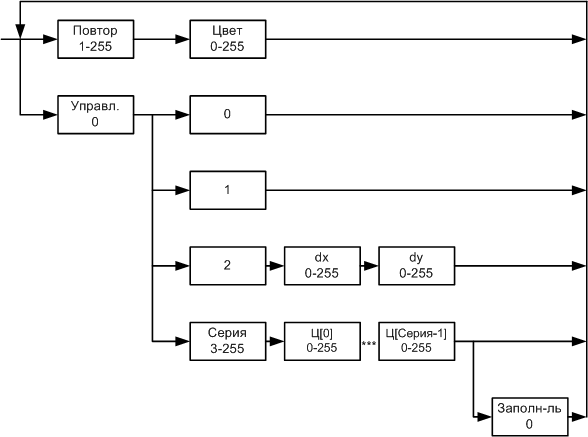 Повтор
1-255
Цвет
0-255
Управл.
0
0
1
2
dx
0-255
dy
0-255
Серия
3-255
Ц[0]
0-255
***
Ц[Серия-1]
0-255
Заполн-ль
0